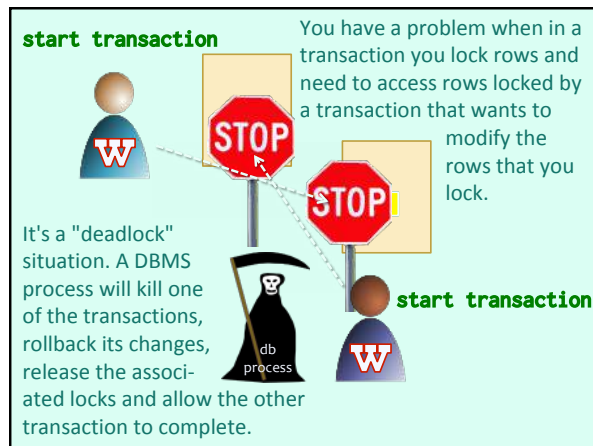 start transaction
You have a problem when in a
transaction you lock rows and
need to access rows locked by
a transaction that wants to
modify the
rows that you
lock.
W
STOP
STOP
It's a "deadlock"
situation. A DBMS
process will kill one
of the transactions,
rollback its changes,
release the associ-
ated locks and allow the other
transaction to complete.
db
process
start transaction
W